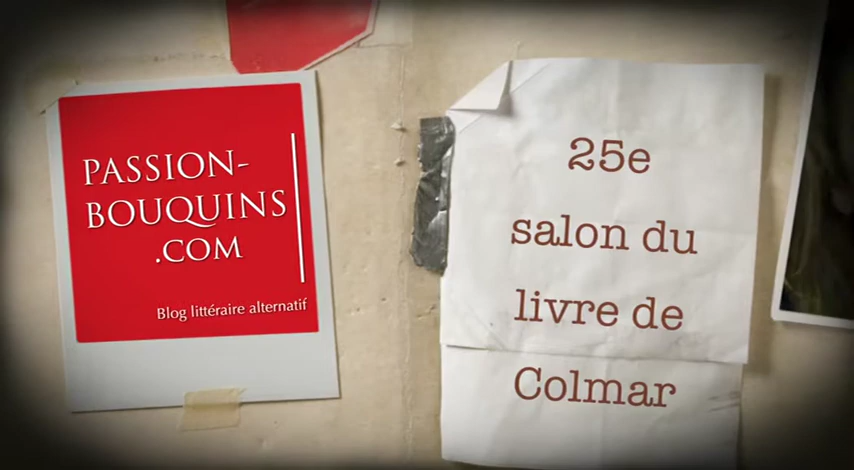 PASSION-
BOUQUINS
.COM
Blog littéraire alternatif
25e
salon du
livre de
Colmar